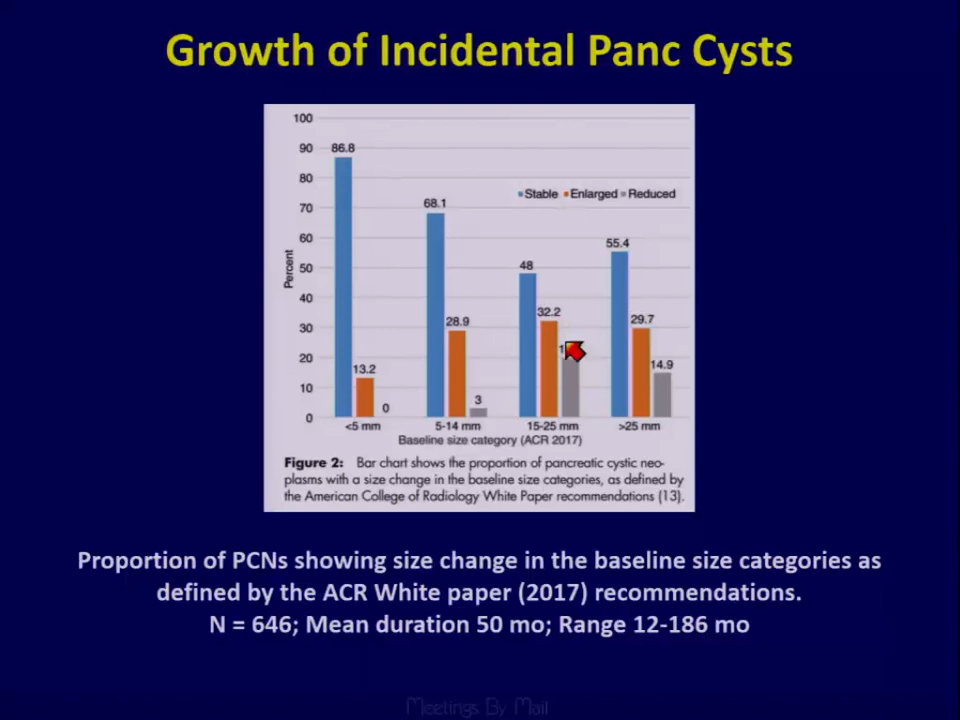 Growth of Incidental Panc Cysts
100
90
80
70
60
50
40
30
20
10
0
Percent
Stable Enlarged Reduced
86.8
13.2
0
68.1
28.9
3
48
32.2
55.4
29.7
14.9
<5 mm 5-14 mm 15-25 mm >25 mm
Baseline size category (ACR 2017)
Figure 2: Bar chart shows the proportion of pancreatic cystic neo-
plasms with a size change in the baseline size categories, as defined by
the American College of Radiology White Paper recommendations (13).
Proportion of PCNs showing size change in the baseline size categories as
defined by the ACR White paper (2017) recommendations.
N = 646; Mean duration 50 mo; Range 12-186 mo
Meetings By Mail